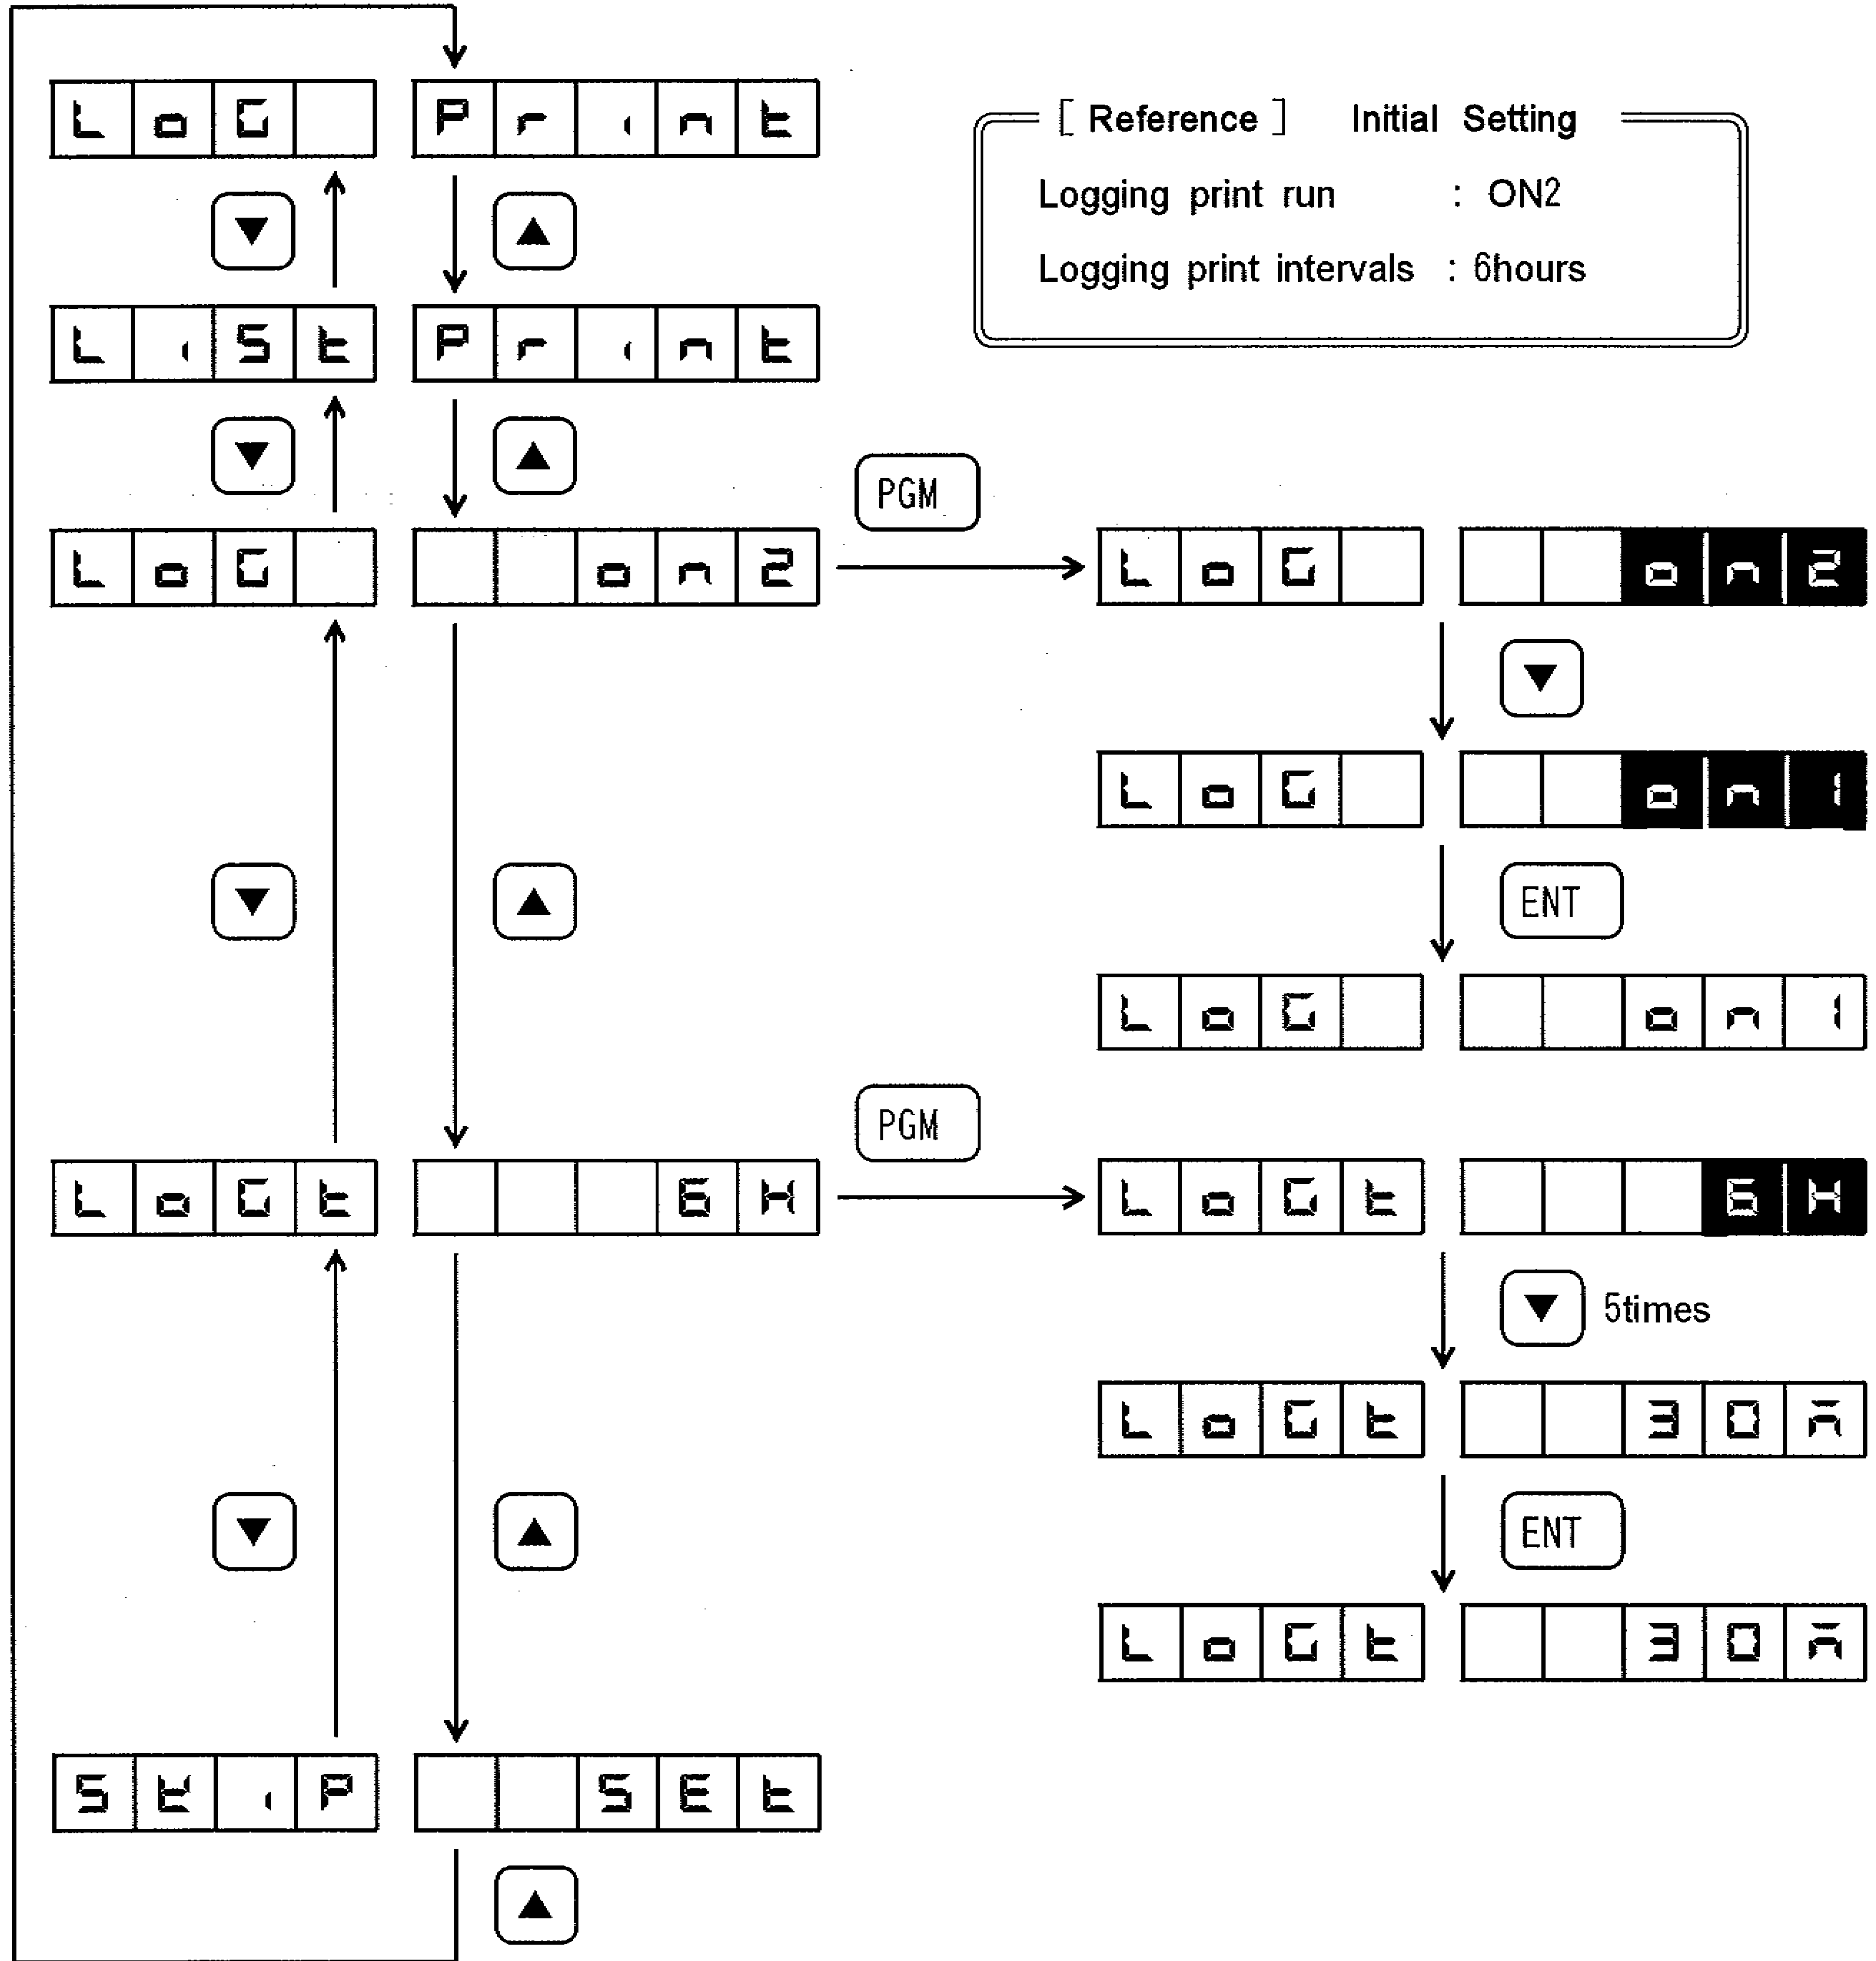 LoG Print
[ Reference ] Initial Setting
Logging print run : ON2
Logging print intervals : 6hours
▼ ▲
LiSt Print
▼ ▲
PGM
LoG on2
LoG on2
▼
LoG on1
▼ ▲
ENT
LoG on1
PGM
LoGt 6H
LoGt 6H
▼ 5times
LoGt 30m
▼ ▲
ENT
LoGt 30m
SKiP SEt
▲